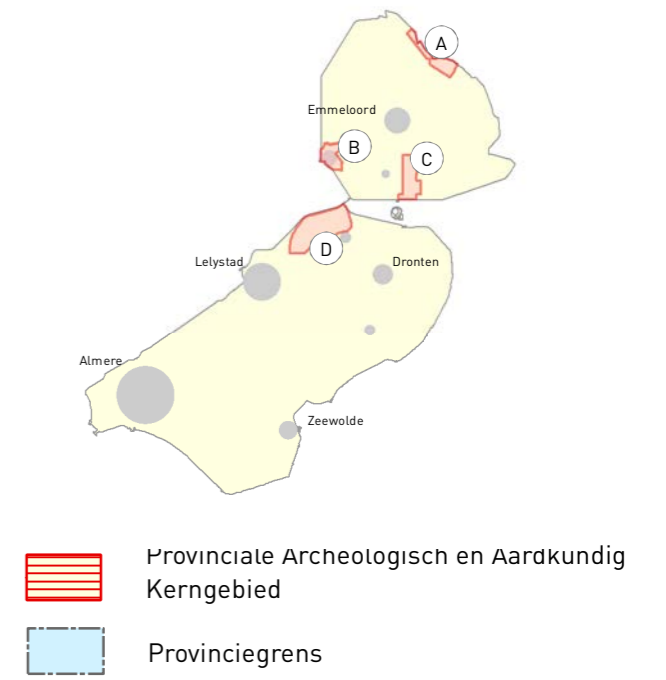 A
Emmeloord
B
C
D
Lelystad
Dronten
Almere
Zeewolde
Provinciale Archeologisch en Aardkundig
Kerngebied
Provinciegrens